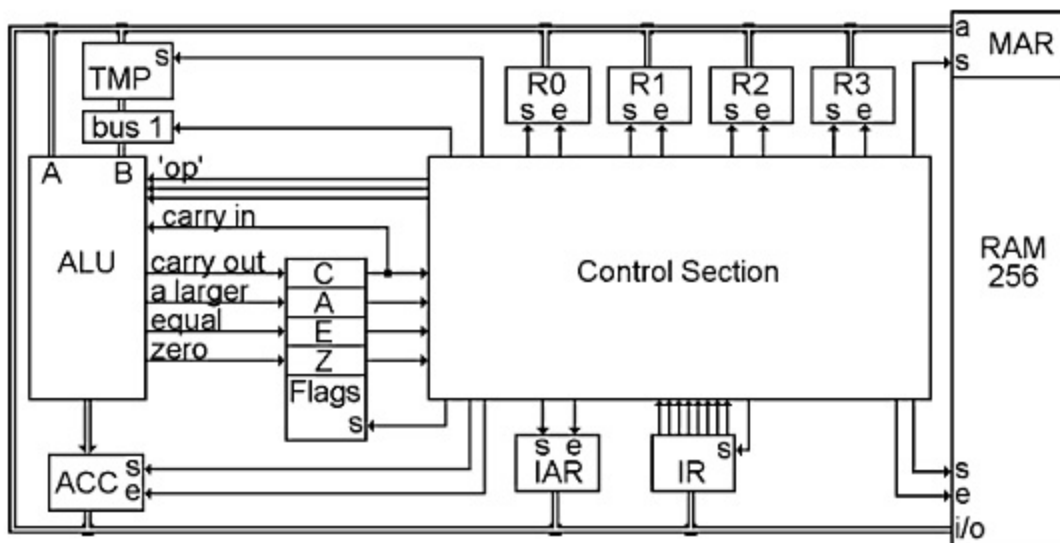 a
MAR
s
s
TMP
R0
R1
R2
R3
s e
s e
s e
s e
bus 1
A
B
'op'
carry in
ALU
carry out
C
Control Section
RAM
256
a larger
A
equal
E
zero
Z
Flags
s
s e
IAR
s
IR
s
ACC
e
s
e
i/o